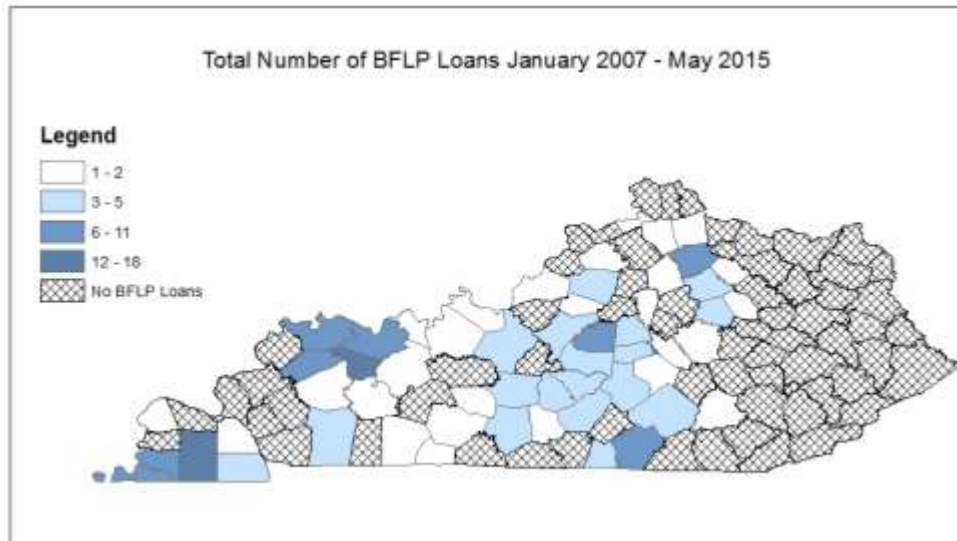 Total Number of BFLP Loans January 2007 - May 2015
Legend
1 - 2
3 - 5
6 - 11
12 - 18
No BFLP Loans